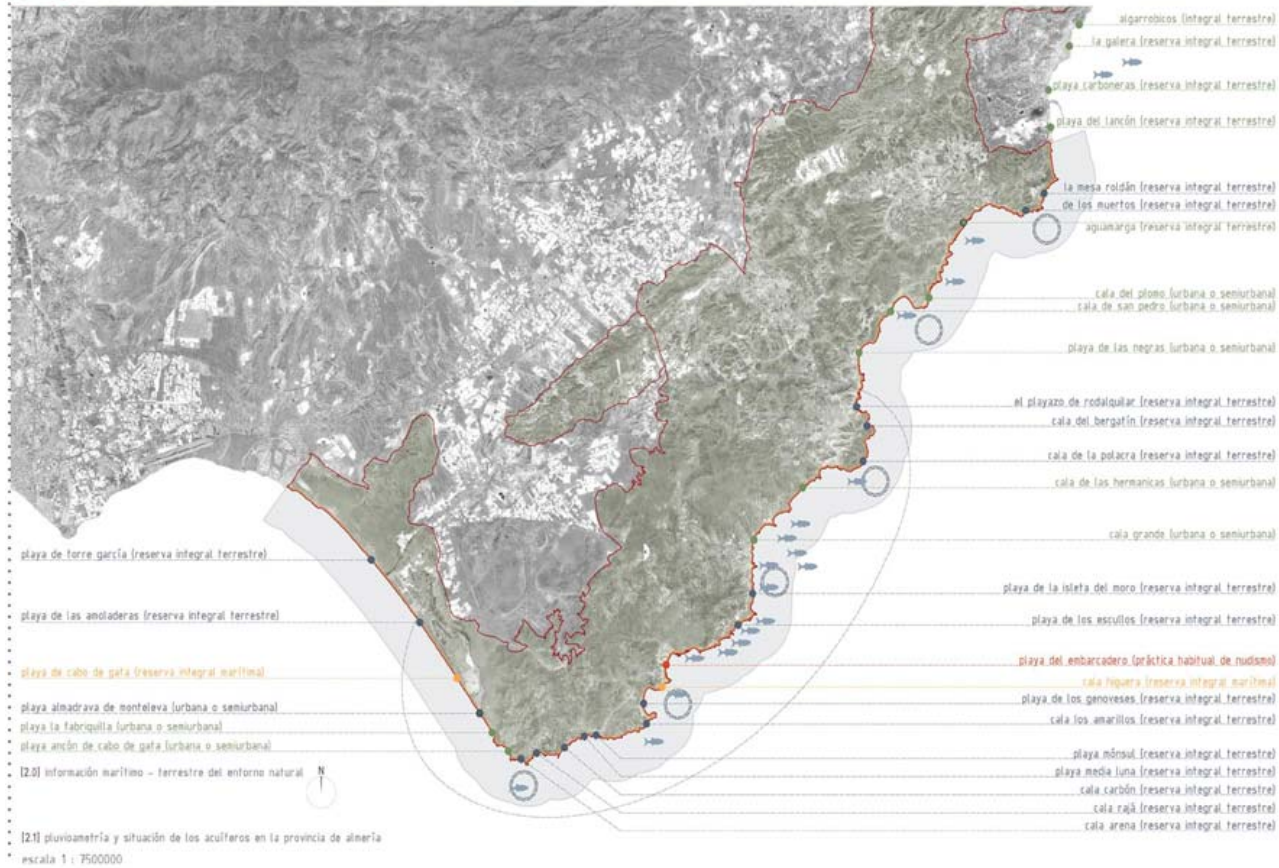 algarrobicos (integral terrestre)
la galera (reserva integral terrestre)
playa carboneras (reserva integral terrestre)
playa del lancón (reserva integral terrestre)
la mesa roldán (reserva integral terrestre)
de los muertos (reserva integral terrestre)
aguamarga (reserva integral terrestre)
cala del plomo (urbana o semiurbana)
cala de san pedro (urbana o semiurbana)
playa de las negras (urbana o semiurbana)
el playazo de rodalquilar (reserva integral terrestre)
cala del bergatín (reserva integral terrestre)
cala de la polacra (reserva integral terrestre)
cala de las hermanicas (urbana o semiurbana)
cala grande (urbana o semiurbana)
playa de la isleta del moro (reserva integral terrestre)
playa de los escullos (reserva integral terrestre)
playa del embarcadero (práctica habitual de nudismo)
cala higuera (reserva integral marítima)
playa de los genoveses (reserva integral terrestre)
cala los amarillos (reserva integral terrestre)
playa mónsul (reserva integral terrestre)
playa media luna (reserva integral terrestre)
cala carbón (reserva integral terrestre)
cala rajá (reserva integral terrestre)
cala arena (reserva integral terrestre)
playa de torre garcía (reserva integral terrestre)
playa de las amoladeras (reserva integral terrestre)
playa de cabo de gata (reserva integral marítima)
playa almadrava de monteleva (urbana o semiurbana)
playa la fabriquilla (urbana o semiurbana)
playa ancón de cabo de gata (urbana o semiurbana)
[2.0] información marítimo - terrestre del entorno natural
N
[2.1] pluvioametría y situación de los acuíferos en la provincia de almería
escala 1 : 7500000